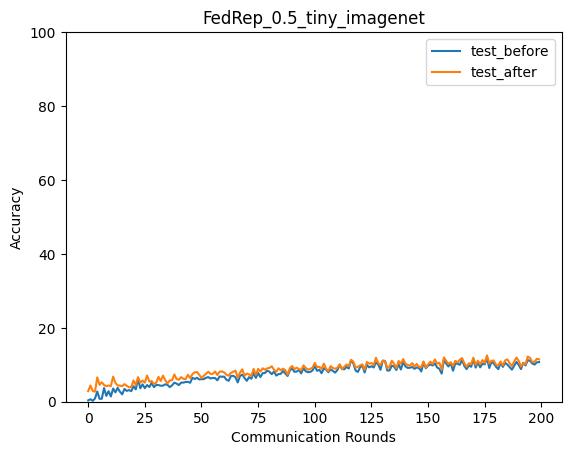 FedRep_0.5_tiny_imagenet
100
80
60
40
20
0
Accuracy
test_before
test_after
0 25 50 75 100 125 150 175 200
Communication Rounds